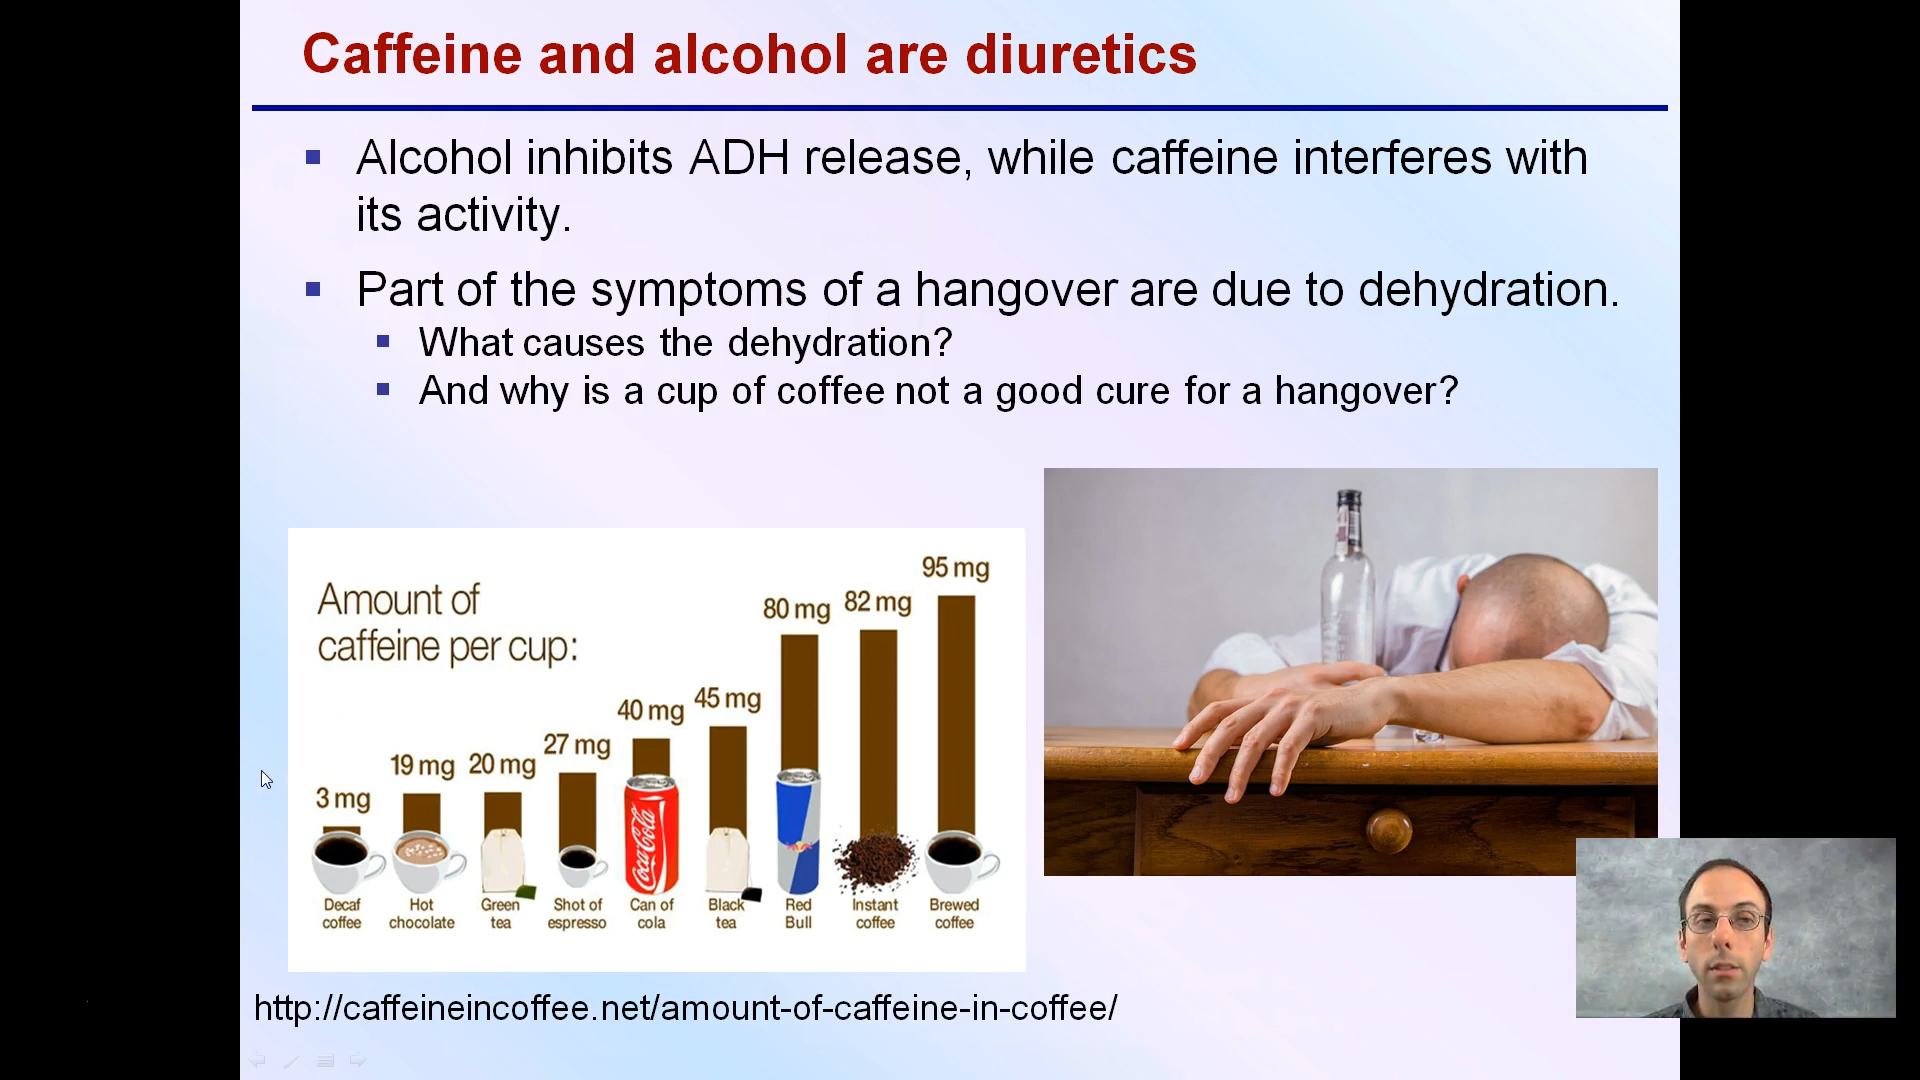 Caffeine and alcohol are diuretics
Alcohol inhibits ADH release, while caffeine interferes with
its activity.
Part of the symptoms of a hangover are due to dehydration.
What causes the dehydration?
And why is a cup of coffee not a good cure for a hangover?
Amount of
caffeine per cup:
3 mg
19 mg
20 mg
27 mg
40 mg
45 mg
80 mg
82 mg
95 mg
Coca-Cola
Decaf
coffee
Hot
chocolate
Green
tea
Shot of
espresso
Can of
cola
Black
tea
Red
Bull
Instant
coffee
Brewed
coffee
http://caffeineincoffee.net/amount-of-caffeine-in-coffee/